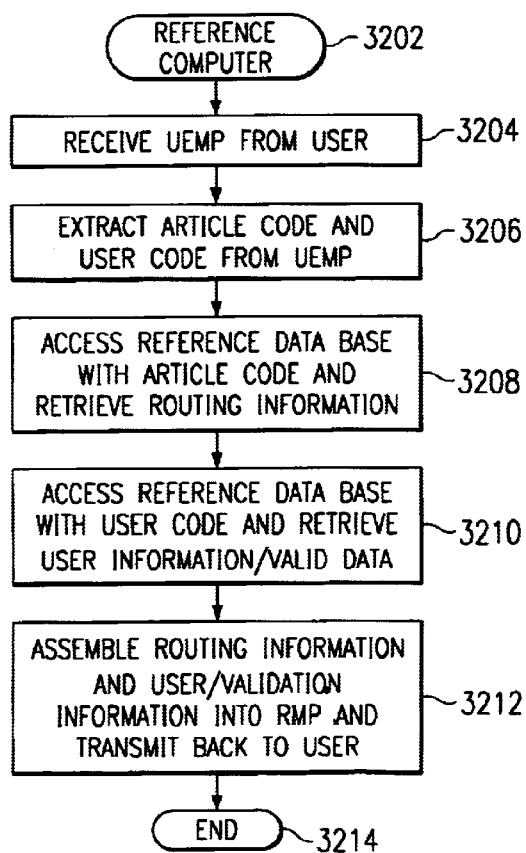 REFERENCE
COMPUTER
3202
RECEIVE UEMP FROM USER
3204
EXTRACT ARTICLE CODE AND
USER CODE FROM UEMP
3206
ACCESS REFERENCE DATA BASE
WITH ARTICLE CODE AND
RETRIEVE ROUTING INFORMATION
3208
ACCESS REFERENCE DATA BASE
WITH USER CODE AND RETRIEVE
USER INFORMATION/VALID DATA
3210
ASSEMBLE ROUTING INFORMATION
AND USER/VALIDATION
INFORMATION INTO RMP AND
TRANSMIT BACK TO USER
3212
END
3214